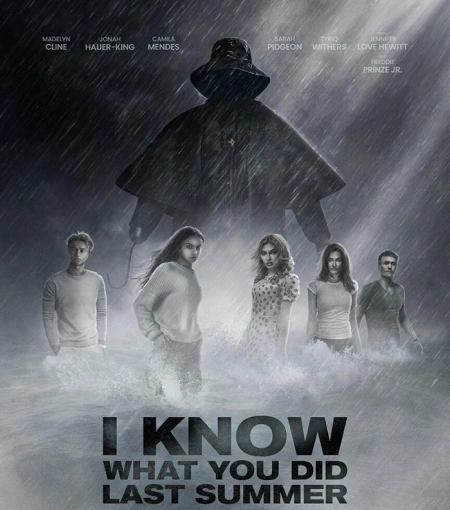 MADELYN
CLINE
JONAH
HAUER-KING
CAMILA
MENDES
SARAH
PIDGEON
TYRIQ
WITHERS
JENNIFER
LOVE HEWITT
FREDDIE
PRINZE JR.
I KNOW
WHAT YOU DID
LAST SUMMER